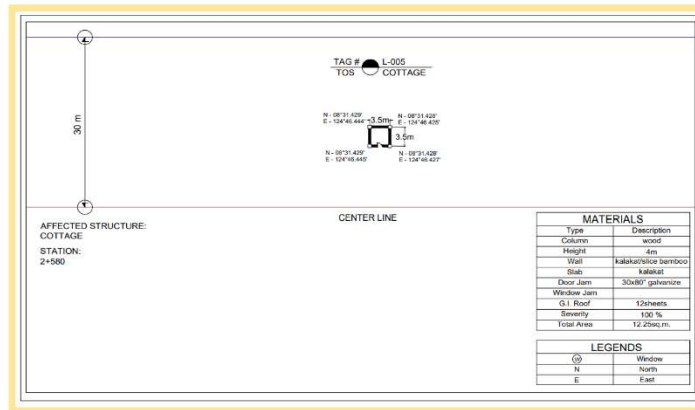 TAG # L-005
TOS COTTAGE
N - 08°31.429' 3.5m N - 08°31.428'
E - 124°46.444' E - 124°46.426'
3.5m
N - 08°31.429' N - 08°31.428'
E - 124°46.445' E - 124°46.427'
30 m
CENTER LINE
AFFECTED STRUCTURE:
COTTAGE
STATION:
2+580
MATERIALS
Type Description
Column wood
Height 4m
Wall kalakat/slice bamboo
Slab kalakat
Door Jam 30x80" galvanize
Window Jam
G.I. Roof 12sheets
Severity 100 %
Total Area 12.25sq.m.
LEGENDS
W Window
N North
E East